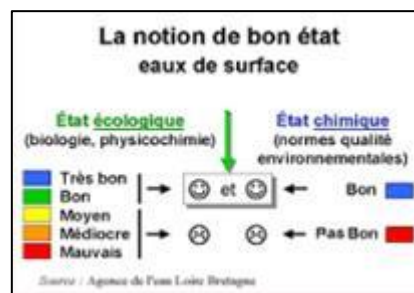 La notion de bon état
eaux de surface
État écologique
(biologie, physicochimie)
État chimique
(normes qualité
environnementales)
Très bon
Bon
Moyen
Médiocre
Mauvais
et
Bon
Pas Bon
Source : Agence de l'eau Loire Bretagne